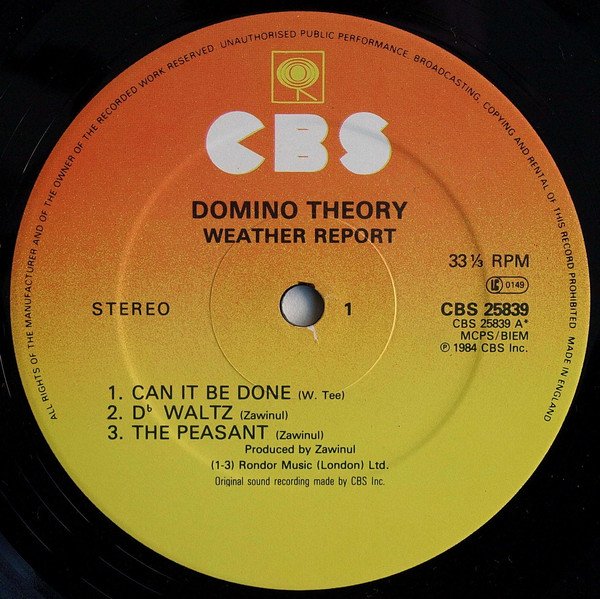 ALL RIGHTS OF THE MANUFACTURER AND OF THE OWNER OF THE RECORDED WORK RESERVED. UNAUTHORISED PUBLIC PERFORMANCE, BROADCASTING, COPYING AND RENTAL OF THIS RECORD PROHIBITED. MADE IN ENGLAND
CBS
DOMINO THEORY
WEATHER REPORT
33⅓ RPM
LC 0149
STEREO
1
CBS 25839
CBS 25839 A*
MCPS/BIEM
℗ 1984 CBS Inc.
1. CAN IT BE DONE (W. Tee)
2. D♭ WALTZ (Zawinul)
3. THE PEASANT (Zawinul)
Produced by Zawinul
(1-3) Rondor Music (London) Ltd.
Original sound recording made by CBS Inc.